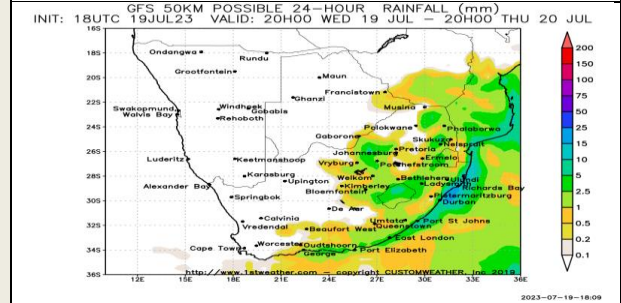 GFS 50KM POSSIBLE 24-HOUR RAINFALL (mm)
INIT: 18UTC 19JUL23 VALID: 20H00 WED 19 JUL - 20H00 THU 20 JUL
16S
Ondangwa
Rundu
18S
200
Grootfontein
Maun
150
20S
100
Francistown
75
22S
Ghanzi
Musina
50
Swakopmund
Windhoek
Gobabis
Walvis Bay
Rehoboth
25
24S
Polokwane
Phalaborwa
15
Gaborone
Skukuza
Nelspruit
10
26S
Johannesburg
Pretoria
Luderitz
Keetmanshoop
Vryburg
Ermelo
Potchefstroom
5
28S
Karasburg
Upington
Welkom
Bethlehem
Ulundi
2.5
Alexander Bay
Kimberley
Ladysmith
Richards Bay
Bloemfontein
1
30S
Springbok
Pietermaritzburg
Durban
De Aar
0.5
Calvinia
Umtata
Port St Johns
32S
Vredendal
Beaufort West
Queenstown
0.2
East London
0.1
34S
Cape Town
Worcester
Oudtshoorn
George
Port Elizabeth
36S
http://www.1stweather.com - copyright CUSTOMWEATHER, Inc 2019
12E 15E 18E 21E 24E 27E 30E 33E 36E
2023-07-19-18:09